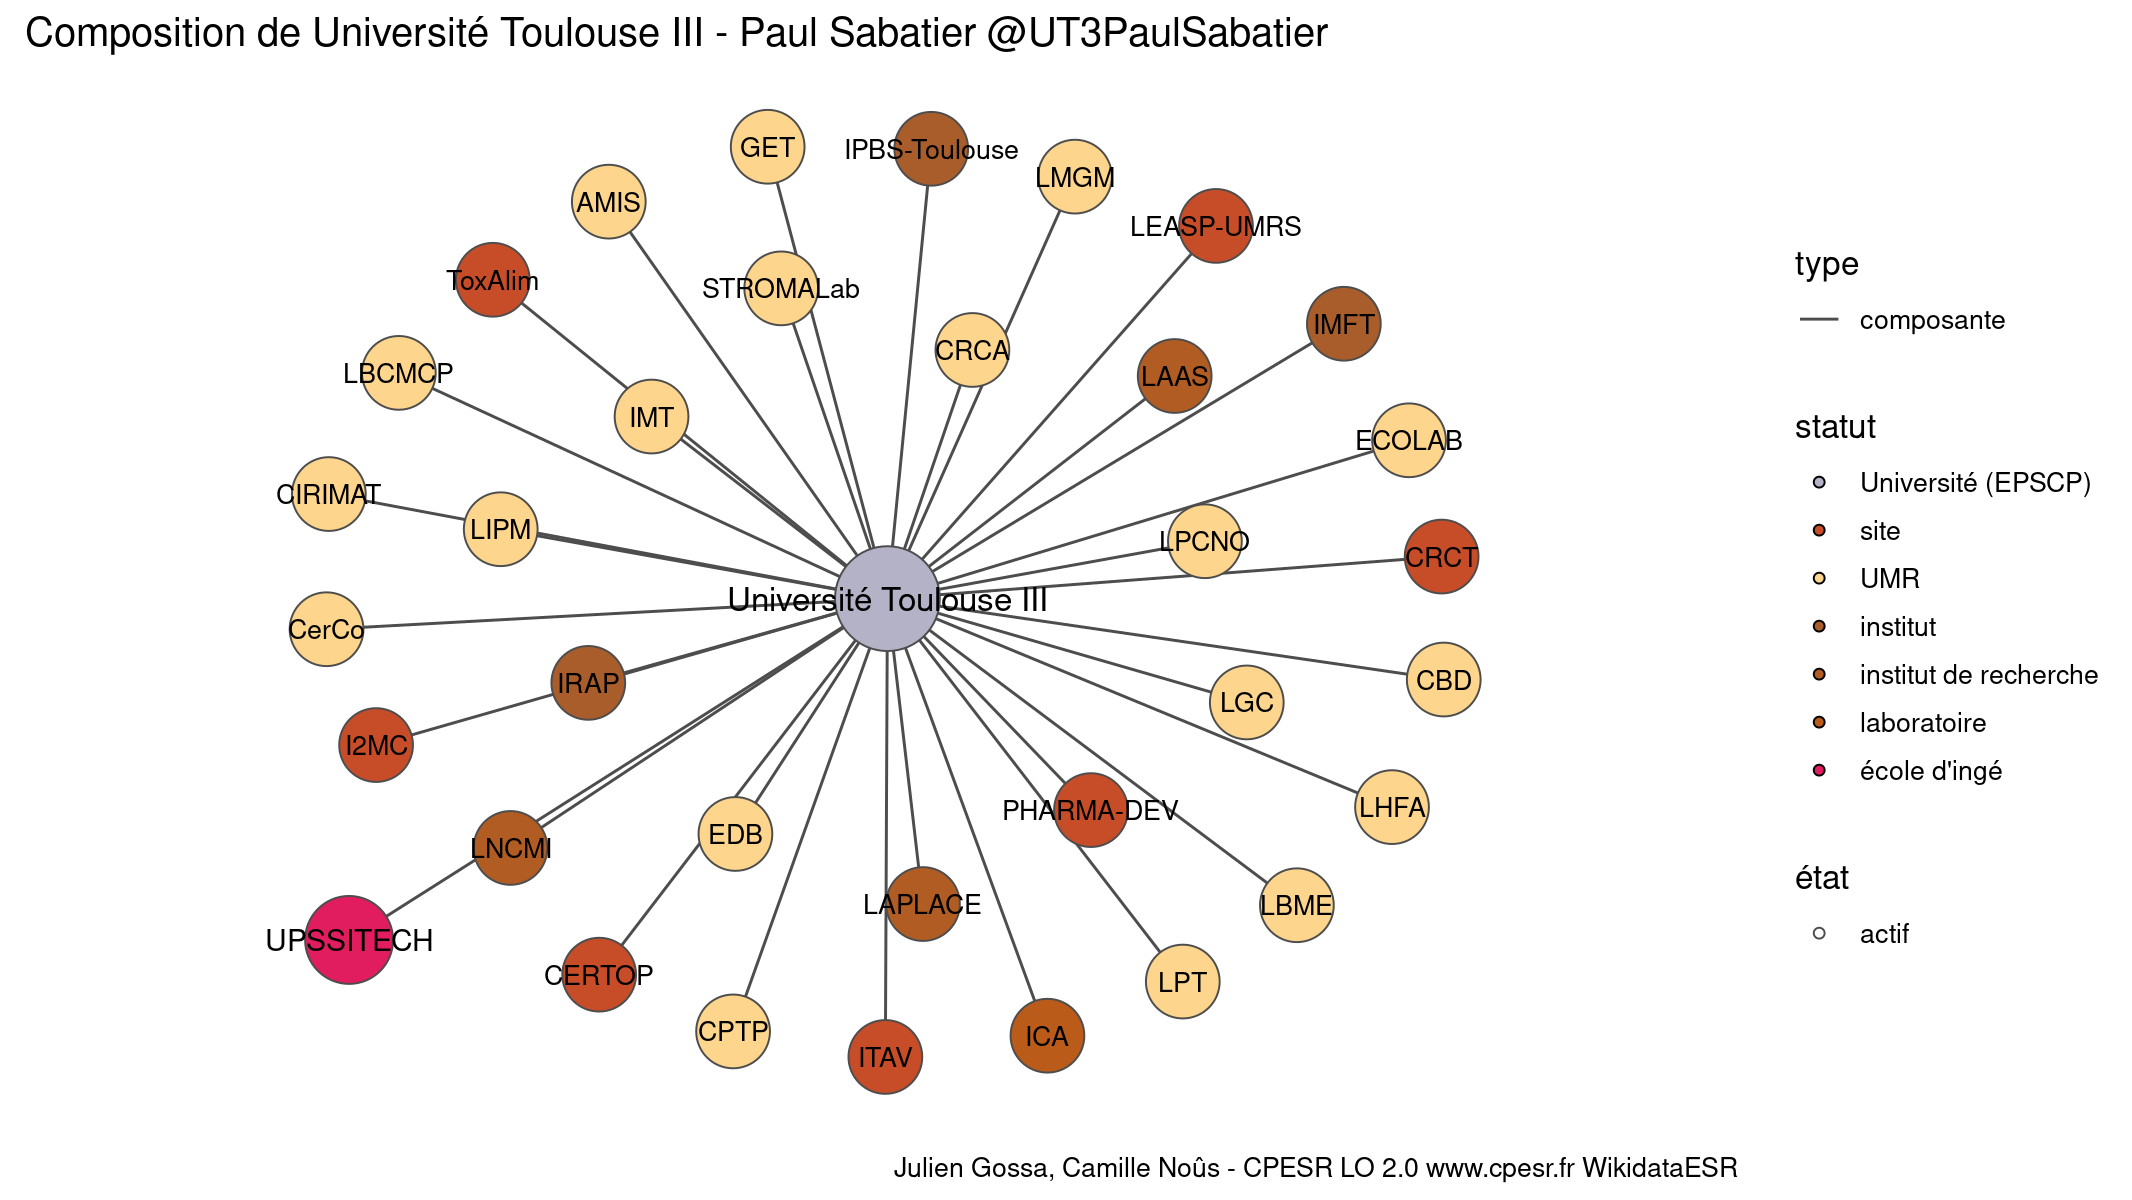 Composition de Université Toulouse III - Paul Sabatier @UT3PaulSabatier
GET
IPBS-Toulouse
LMGM
AMIS
LEASP-UMRS
ToxAlim
STROMALab
IMFT
CRCA
LAAS
LBCMCP
IMT
ECOLAB
CIRIMAT
LIPM
LPCNO
CRCT
Université Toulouse III
CerCo
IRAP
CBD
LGC
I2MC
PHARMA-DEV
LHFA
EDB
LNCMI
LAPLACE
LBME
UPSSITECH
CERTOP
LPT
CPTP
ICA
ITAV
type
composante
statut
Université (EPSCP)
site
UMR
institut
institut de recherche
laboratoire
école d'ingé
état
actif
Julien Gossa, Camille Noûs - CPESR LO 2.0 www.cpesr.fr WikidataESR